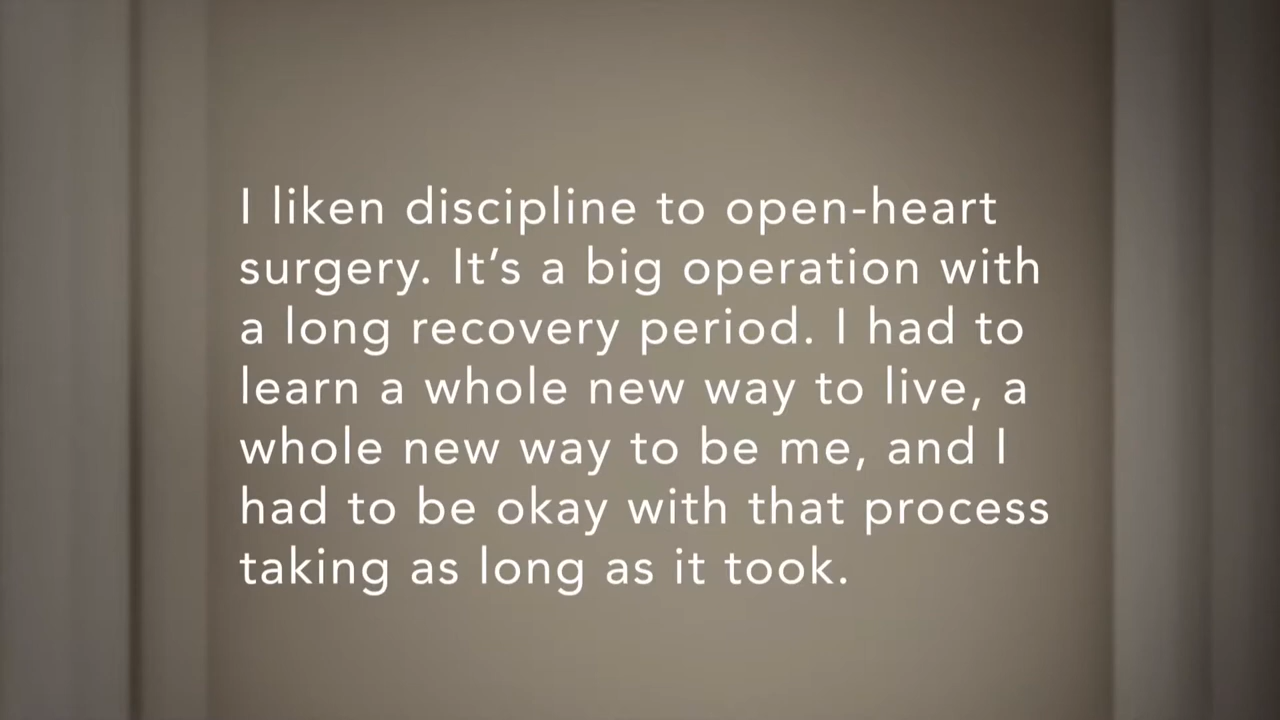 I liken discipline to open-heart
surgery. It’s a big operation with
a long recovery period. I had to
learn a whole new way to live, a
whole new way to be me, and I
had to be okay with that process
taking as long as it took.